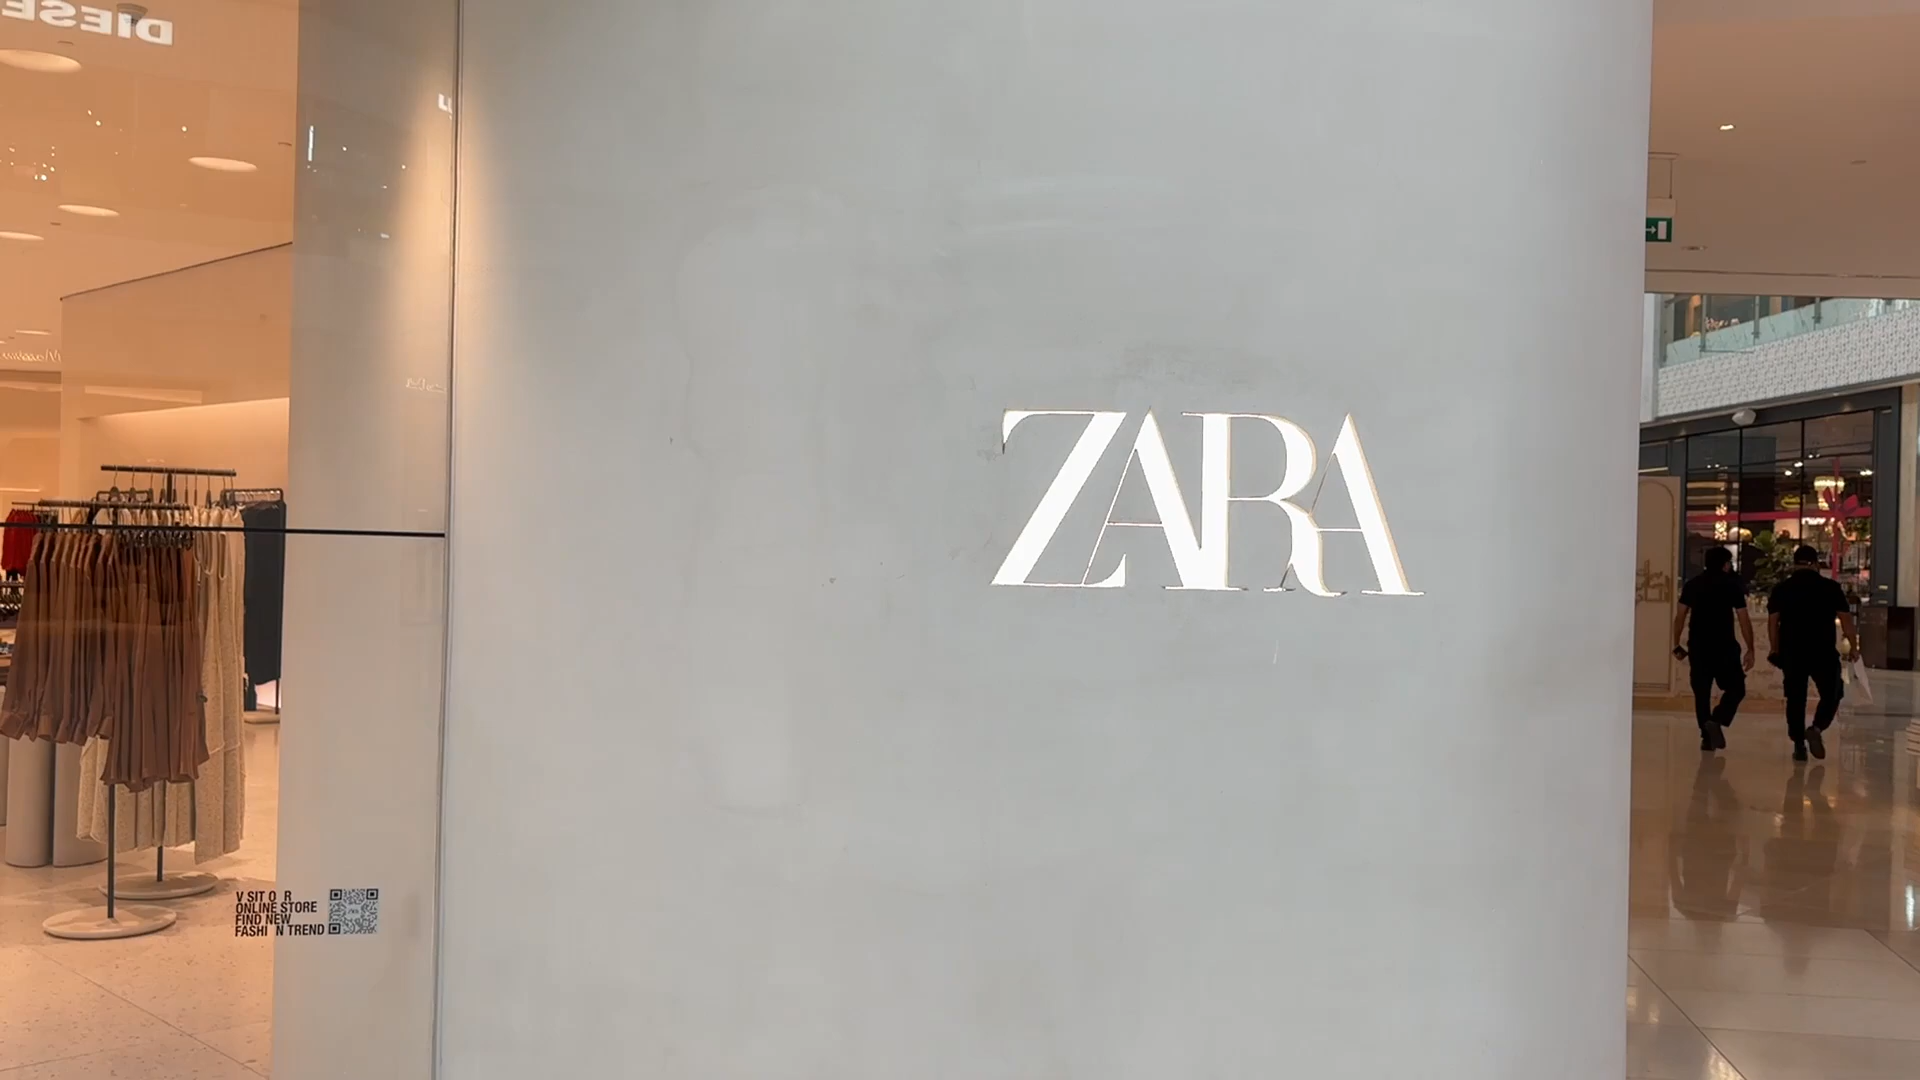 DIESEL
ZARA
V SIT O R
ONLINE STORE
FIND NEW
FASHI N TREND